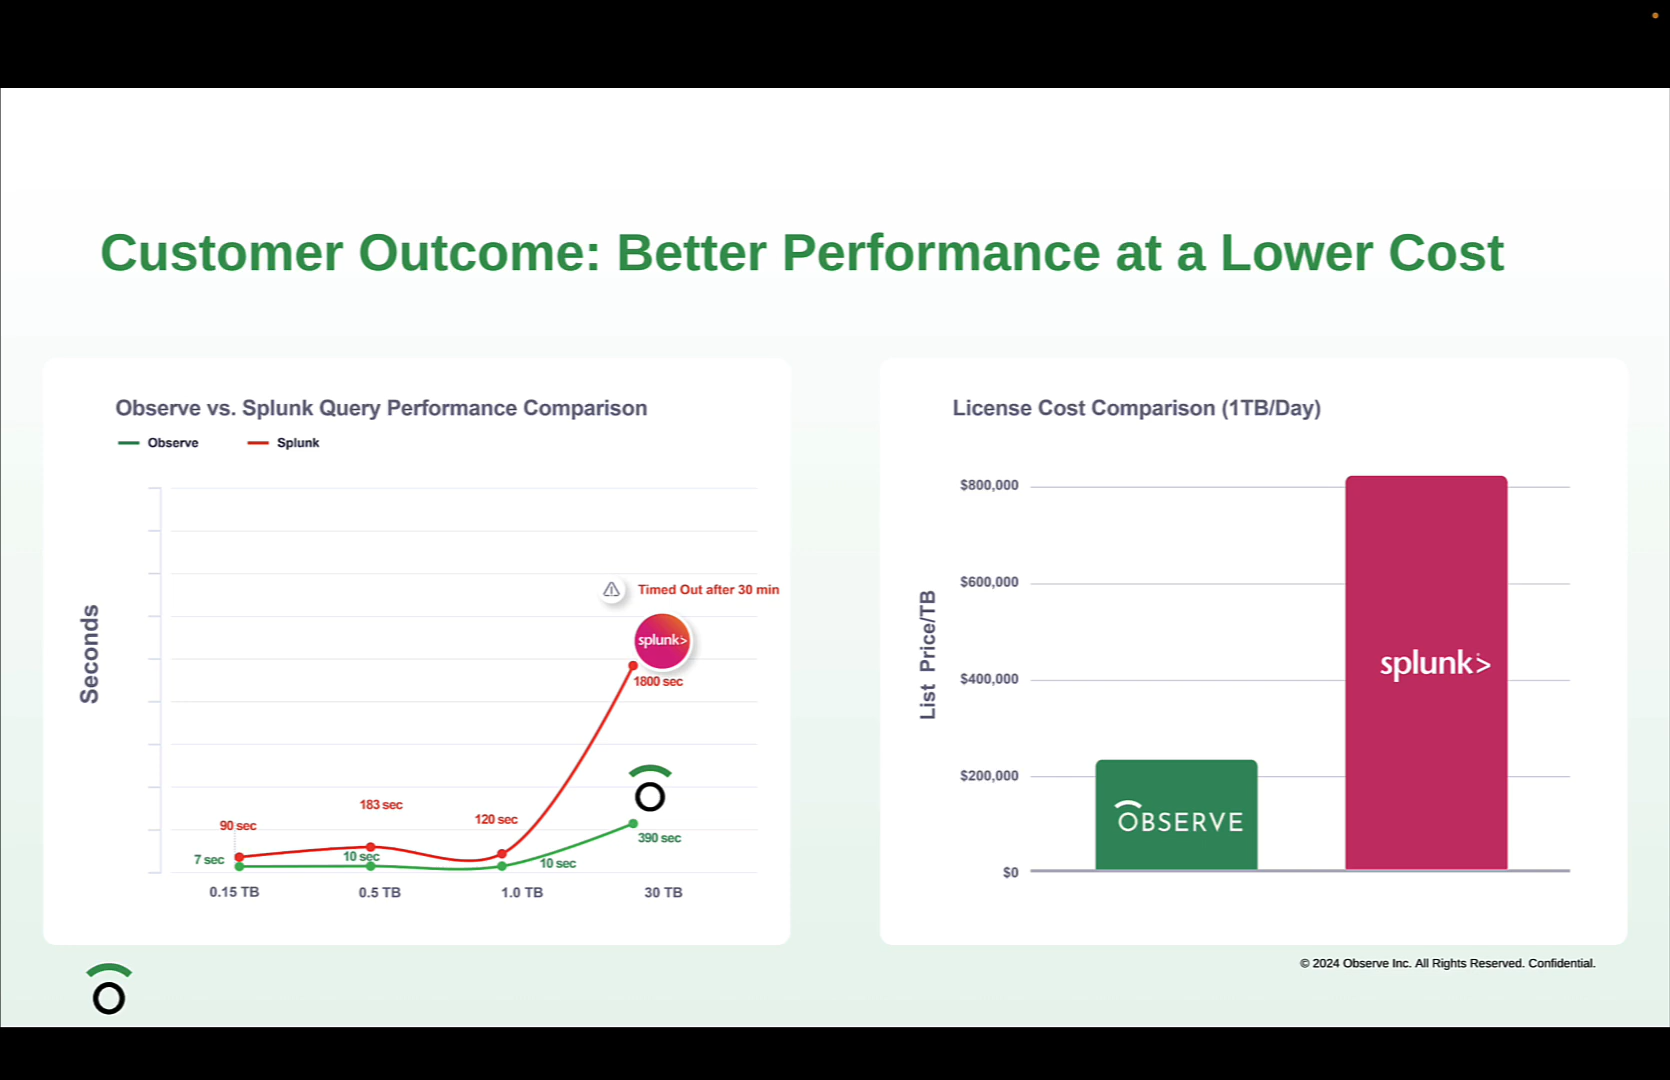 Customer Outcome: Better Performance at a Lower Cost
Observe vs. Splunk Query Performance Comparison
Observe
Splunk
Seconds
Timed Out after 30 min
splunk>
1800 sec
183 sec
120 sec
90 sec
390 sec
7 sec
10 sec
10 sec
0.15 TB
0.5 TB
1.0 TB
30 TB
License Cost Comparison (1TB/Day)
List Price/TB
$800,000
$600,000
$400,000
$200,000
$0
OBSERVE
splunk>
© 2024 Observe Inc. All Rights Reserved. Confidential.